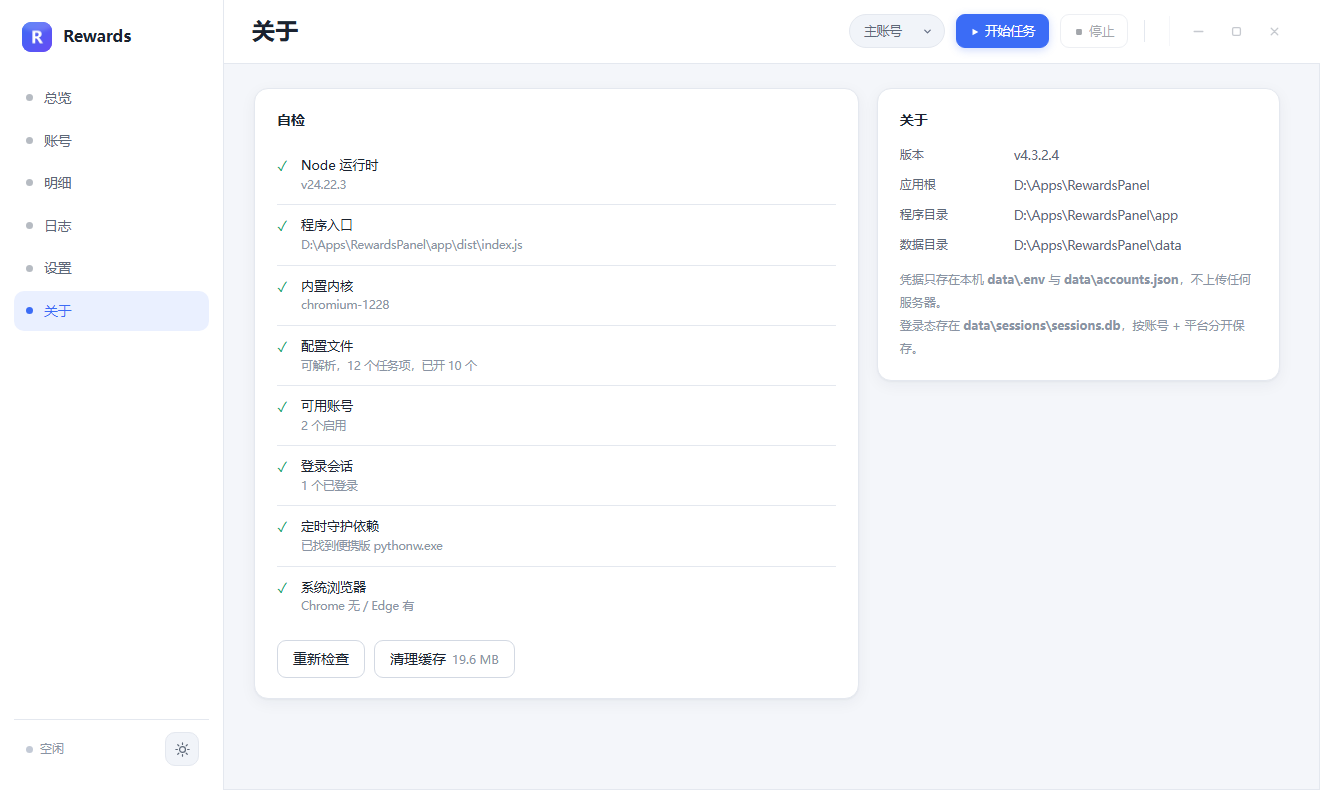 R Rewards
总览
账号
明细
日志
设置
关于
空闲
关于
主账号
开始任务
停止
自检
Node 运行时
v24.22.3
程序入口
D:\Apps\RewardsPanel\app\dist\index.js
内置内核
chromium-1228
配置文件
可解析，12 个任务项，已开 10 个
可用账号
2 个启用
登录会话
1 个已登录
定时守护依赖
已找到便携版 pythonw.exe
系统浏览器
Chrome 无 / Edge 有
重新检查
清理缓存 19.6 MB
关于
版本 v4.3.2.4
应用根 D:\Apps\RewardsPanel
程序目录 D:\Apps\RewardsPanel\app
数据目录 D:\Apps\RewardsPanel\data
凭据只存在本机 data\.env 与 data\accounts.json，不上传任何
服务器。
登录态存在 data\sessions\sessions.db，按账号 + 平台分开保
存。